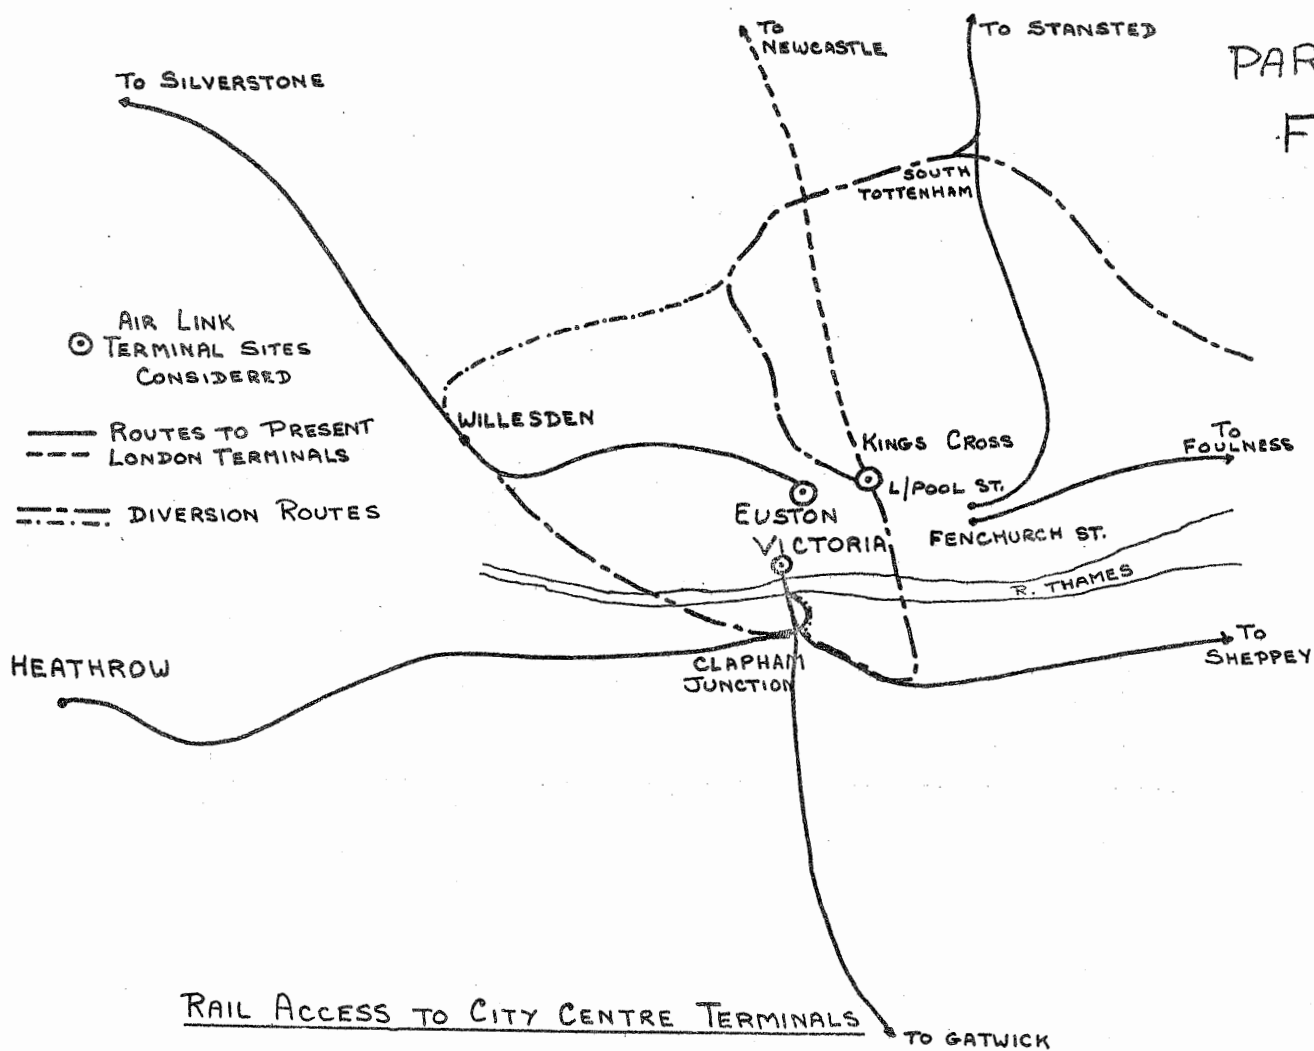 To
NEWCASTLE
To STANSTED
PAR
F
To SILVERSTONE
SOUTH
TOTTENHAM
AIR LINK
TERMINAL SITES
CONSIDERED
WILLESDEN
ROUTES TO PRESENT
LONDON TERMINALS
KINGS CROSS
To
FOULNESS
L/POOL ST.
DIVERSION ROUTES
EUSTON
FENCHURCH ST.
VICTORIA
R. THAMES
HEATHROW
CLAPHAM
JUNCTION
To
SHEPPEY
RAIL ACCESS TO CITY CENTRE TERMINALS
TO GATWICK